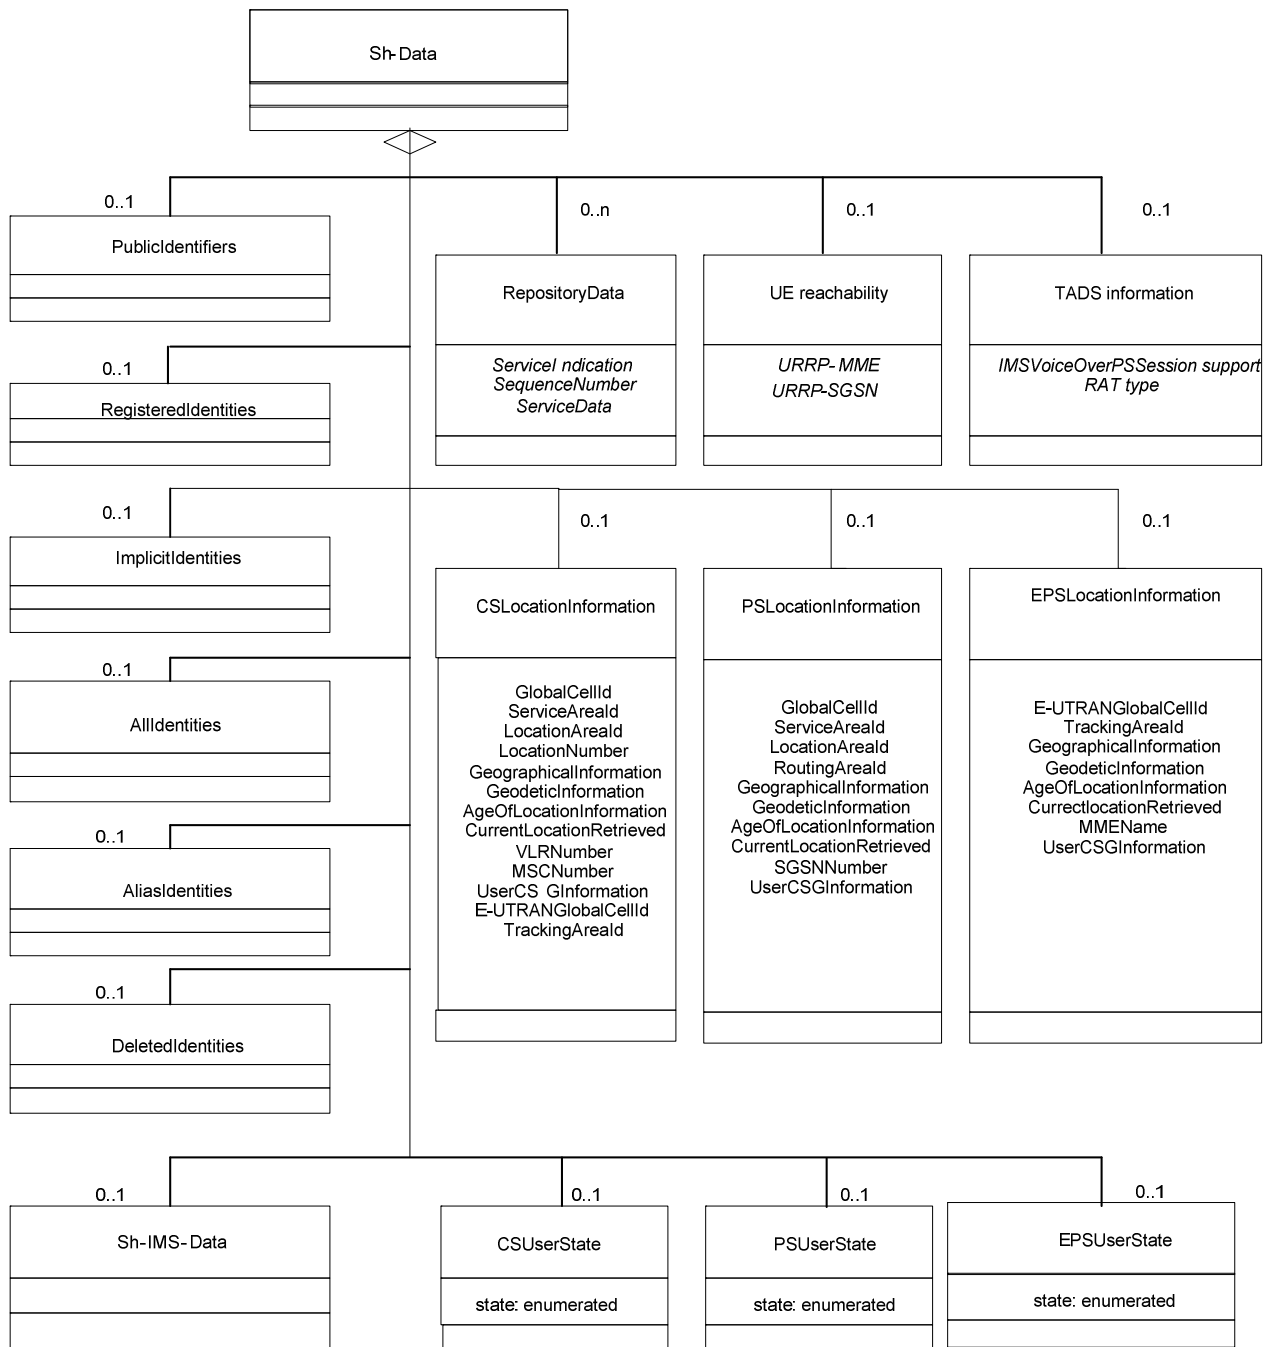 Sh-Data
0..1
0..n
0..1
0..1
PublicIdentifiers
RepositoryData
UE reachability
TADS information
ServiceI ndication
SequenceNumber
ServiceData
URRP-MME
URRP-SGSN
IMSVoiceOverPSSession support
RAT type
0..1
RegisteredIdentities
0..1
ImplicitIdentities
0..1
0..1
0..1
CSLocationInformation
GlobalCellId
ServiceAreaId
LocationAreaId
LocationNumber
GeographicalInformation
GeodeticInformation
AgeOfLocationInformation
CurrentLocationRetrieved
VLRNumber
MSCNumber
UserCS GInformation
E-UTRANGlobalCellId
TrackingAreaId
PSLocationInformation
GlobalCellId
ServiceAreaId
LocationAreaId
RoutingAreaId
GeographicalInformation
GeodeticInformation
AgeOfLocationInformation
CurrentLocationRetrieved
SGSNNumber
UserCSGInformation
EPSLocationInformation
E-UTRANGlobalCellId
TrackingAreaId
GeographicalInformation
GeodeticInformation
AgeOfLocationInformation
CurrectlocationRetrieved
MMEName
UserCSGInformation
0..1
AllIdentities
0..1
AliasIdentities
0..1
DeletedIdentities
0..1
Sh-IMS-Data
0..1
CSUserState
state: enumerated
0..1
PSUserState
state: enumerated
0..1
EPSUserState
state: enumerated